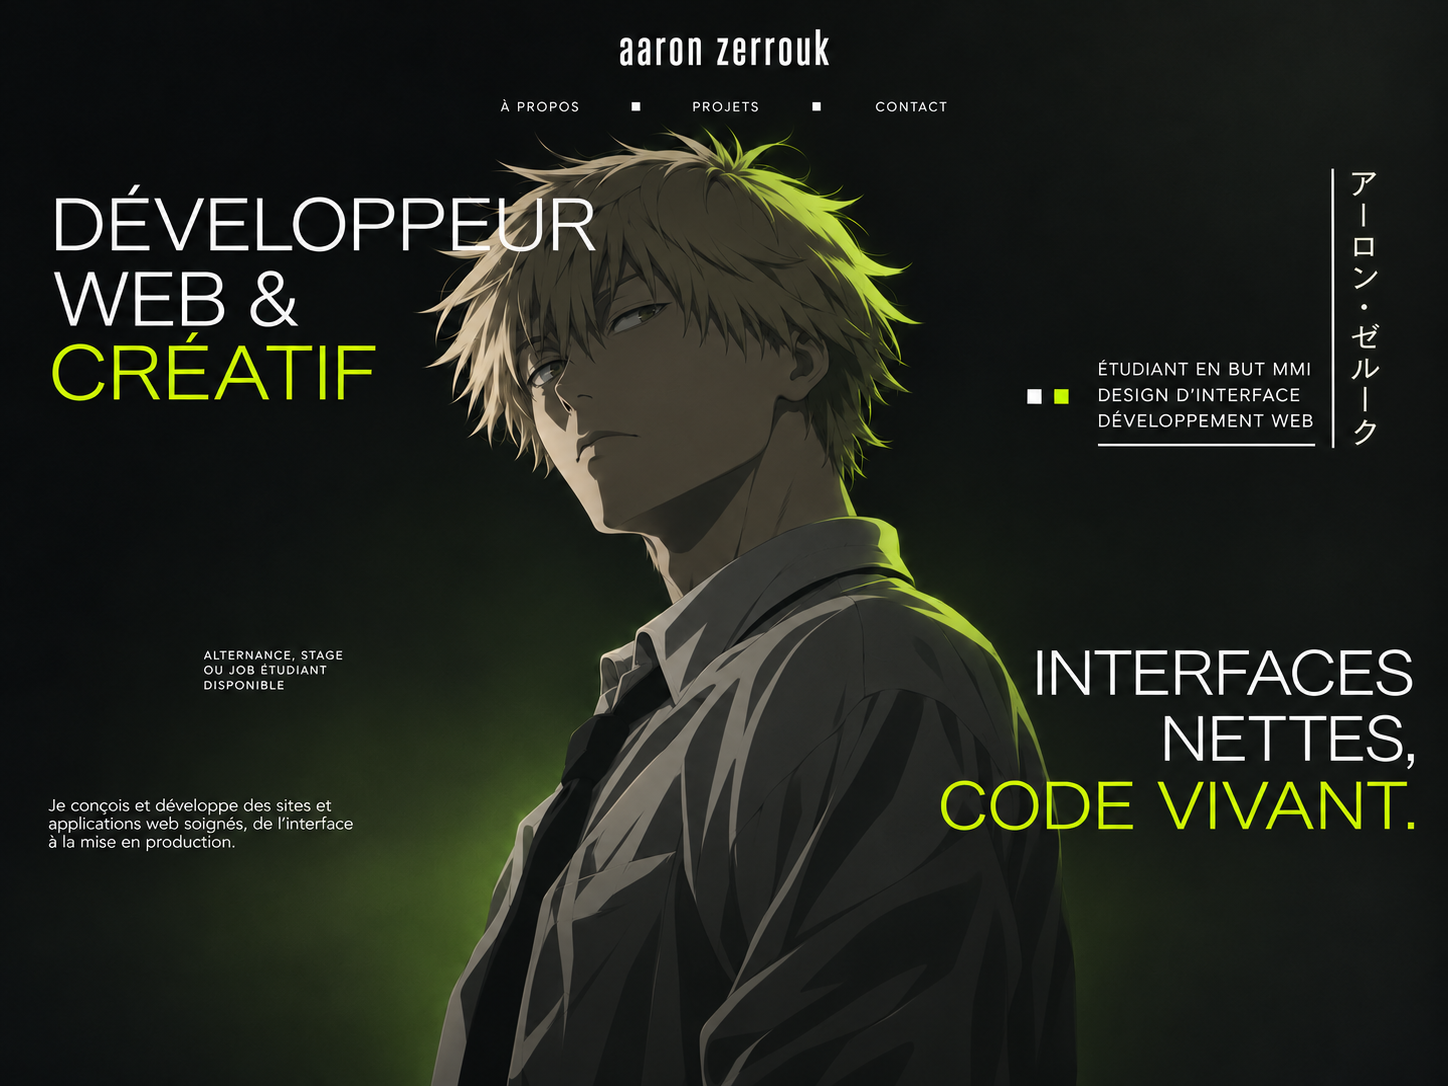 aaron zerrouk
À PROPOS
PROJETS
CONTACT
DÉVELOPPEUR
WEB &
CRÉATIF
アーロン・ゼルーク
ÉTUDIANT EN BUT MMI
DESIGN D’INTERFACE
DÉVELOPPEMENT WEB
ALTERNANCE, STAGE
OU JOB ÉTUDIANT
DISPONIBLE
INTERFACES
NETTES,
CODE VIVANT.
Je conçois et développe des sites et
applications web soignés, de l’interface
à la mise en production.